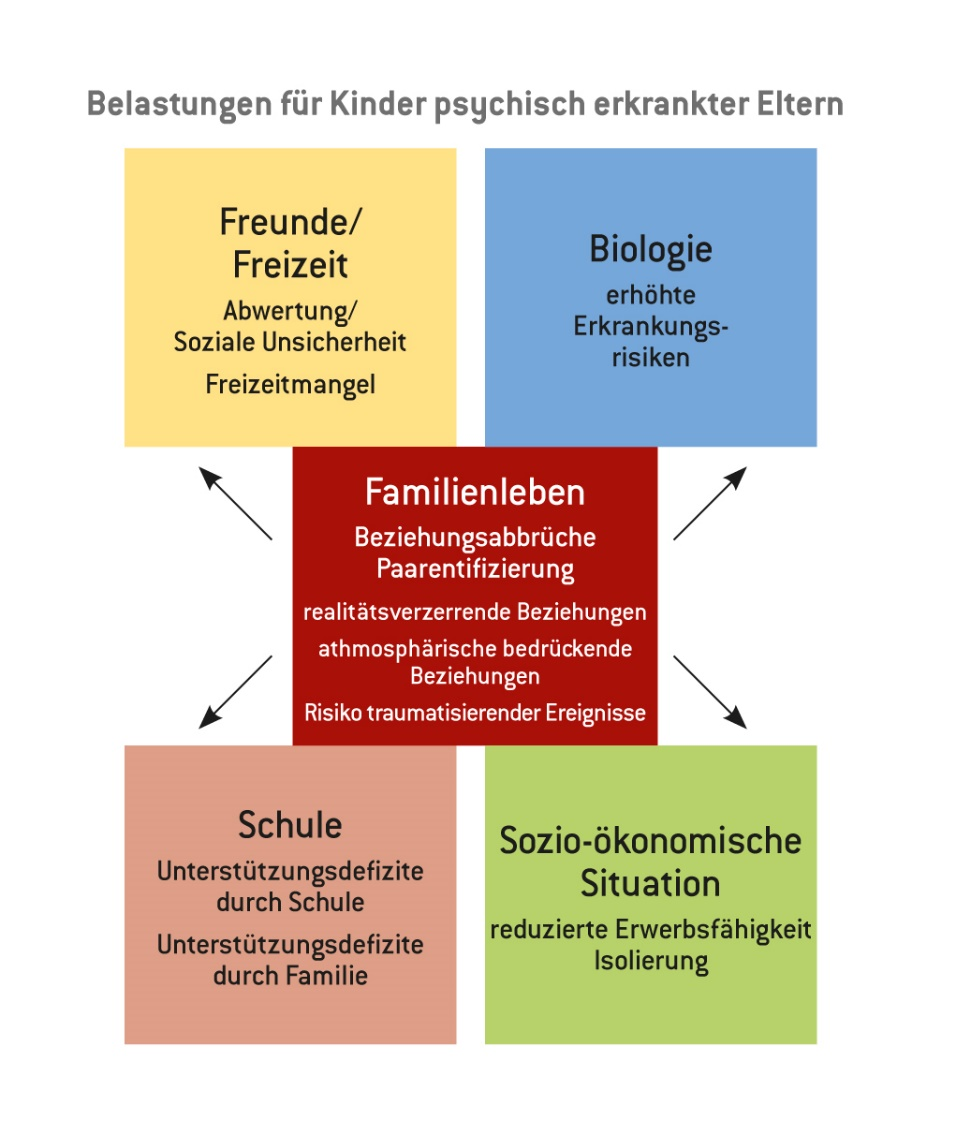 Belastungen für Kinder psychisch erkrankter Eltern
Freunde/
Freizeit
Abwertung/
Soziale Unsicherheit
Freizeitmangel
Biologie
erhöhte
Erkrankungs-
risiken
Familienleben
Beziehungsabbrüche
Paarentifizierung
realitätsverzerrende Beziehungen
athmosphärische bedrückende
Beziehungen
Risiko traumatisierender Ereignisse
Schule
Unterstützungsdefizite
durch Schule
Unterstützungsdefizite
durch Familie
Sozio-ökonomische
Situation
reduzierte Erwerbsfähigkeit
Isolierung